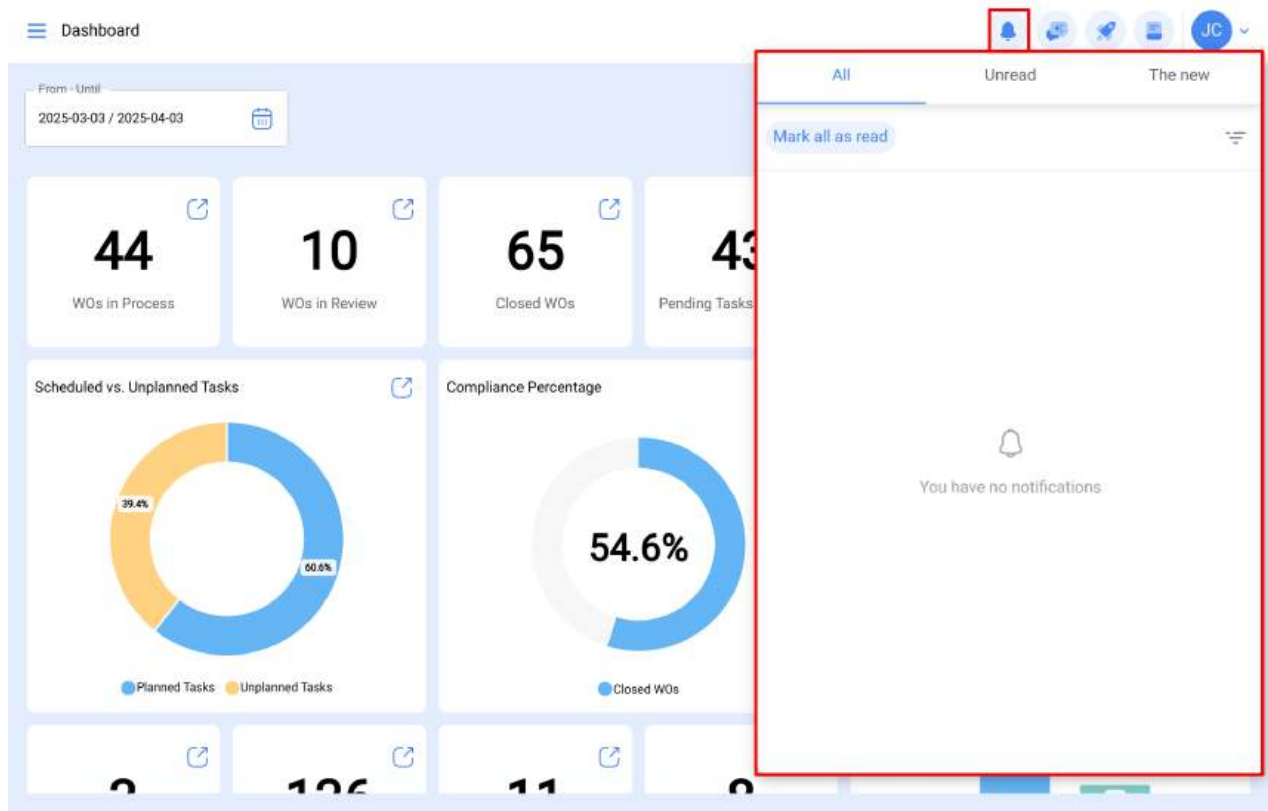 Dashboard
JC
From - Until
2025-03-03 / 2025-04-03
All
Unread
The new
Mark all as read
44
WOs in Process
10
WOs in Review
65
Closed WOs
Pending Tasks
Scheduled vs. Unplanned Tasks
39.4%
60.6%
Planned Tasks
Unplanned Tasks
Compliance Percentage
54.6%
Closed WOs
You have no notifications